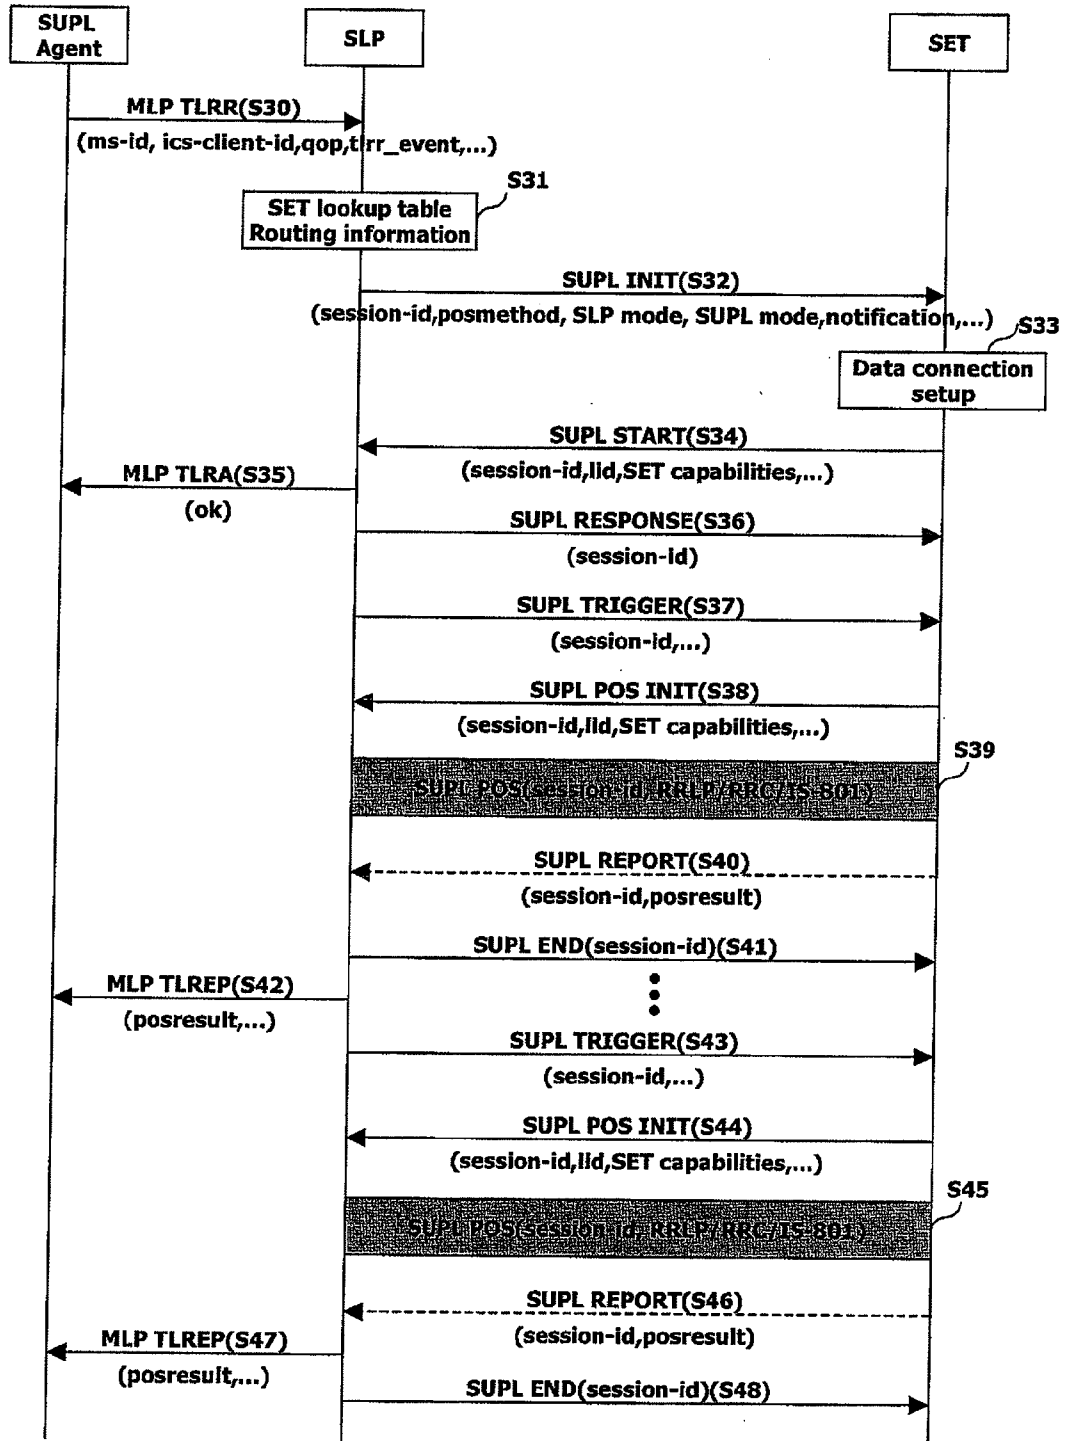 SUPL
Agent
SLP
SET
MLP TLRR(S30)
(ms-id, ics-client-id,qop,tlrr_event,...)
S31
SET lookup table
Routing information
SUPL INIT(S32)
(session-id,posmethod, SLP mode, SUPL mode,notification,...)
S33
Data connection
setup
SUPL START(S34)
(session-id,lid,SET capabilities,...)
MLP TLRA(S35)
(ok)
SUPL RESPONSE(S36)
(session-id)
SUPL TRIGGER(S37)
(session-id,...)
SUPL POS INIT(S38)
(session-id,lid,SET capabilities,...)
S39
SUPL POS(session-id, RRLP/RRC/IS-801)
SUPL REPORT(S40)
(session-id,posresult)
SUPL END(session-id)(S41)
MLP TLREP(S42)
(posresult,...)
SUPL TRIGGER(S43)
(session-id,...)
SUPL POS INIT(S44)
(session-id,lid,SET capabilities,...)
S45
SUPL POS(session-id, RRLP/RRC/IS-801)
SUPL REPORT(S46)
(session-id,posresult)
MLP TLREP(S47)
(posresult,...)
SUPL END(session-id)(S48)